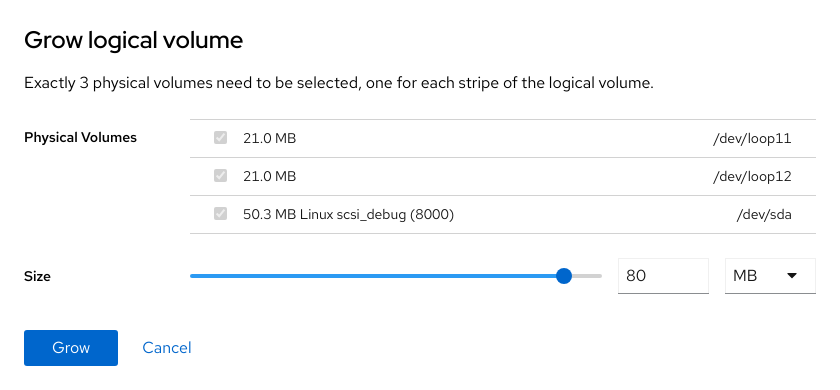 Grow logical volume
Exactly 3 physical volumes need to be selected, one for each stripe of the logical volume.
Physical Volumes
21.0 MB /dev/loop11
21.0 MB /dev/loop12
50.3 MB Linux scsi_debug (8000) /dev/sda
Size 80 MB
Grow Cancel